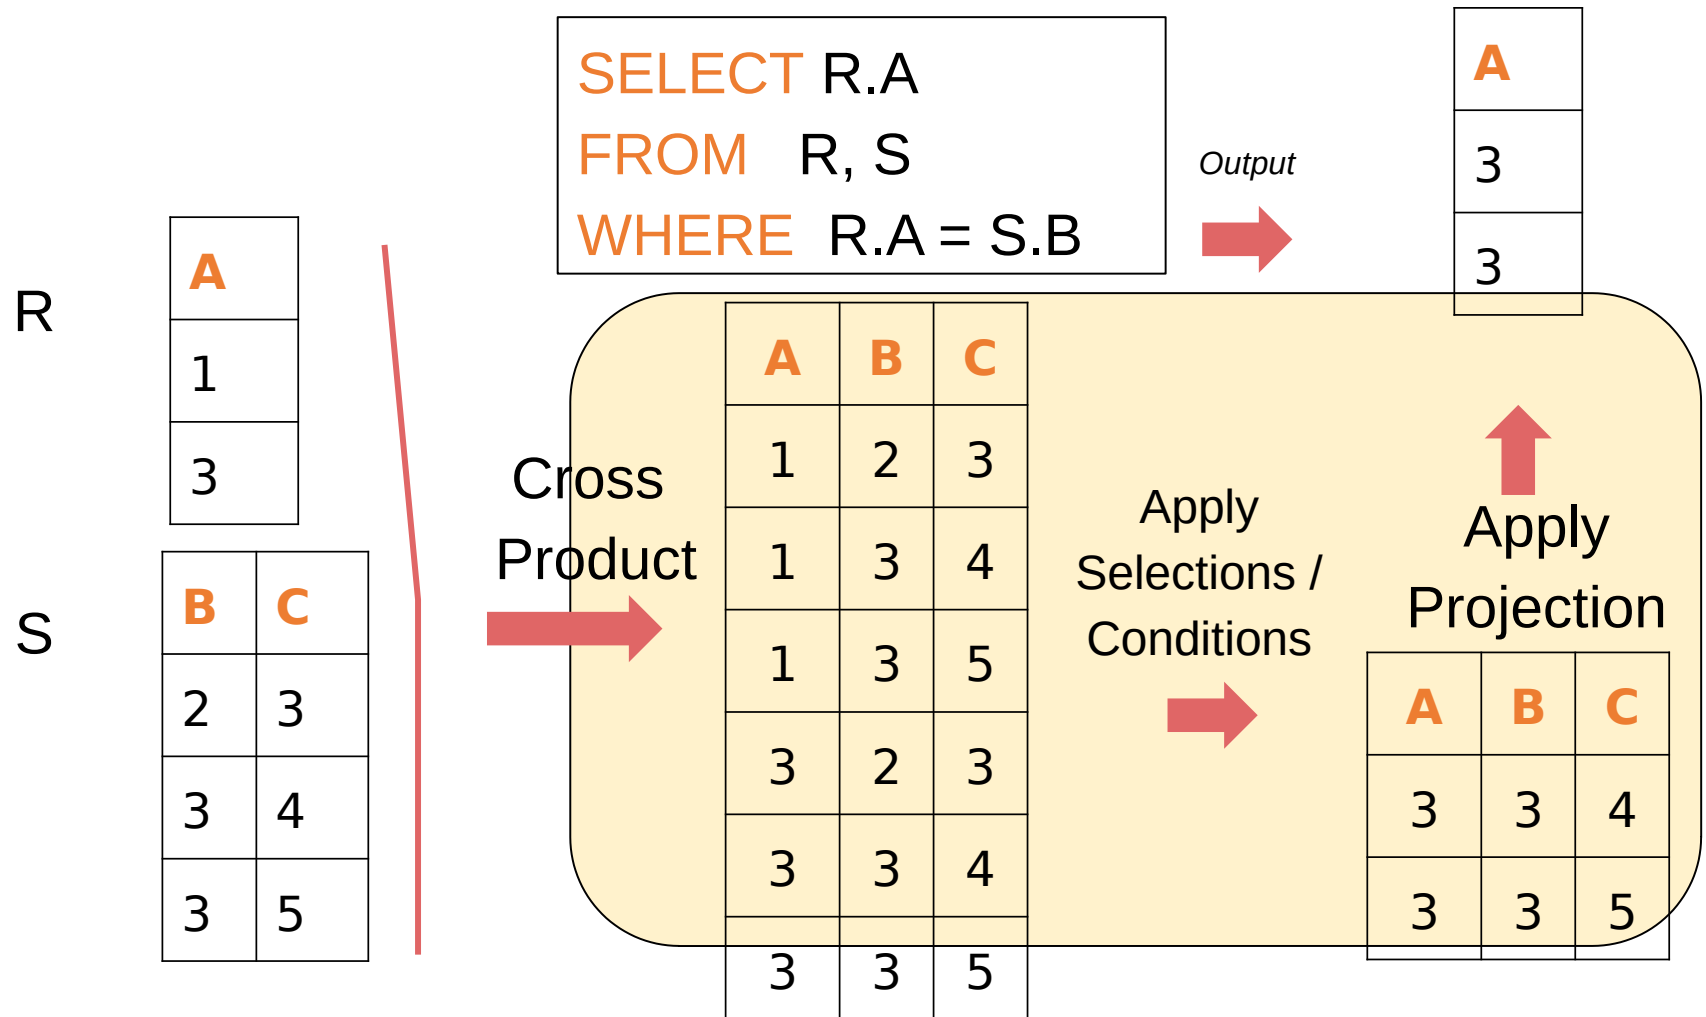 SELECT R.A
FROM R, S
WHERE R.A = S.B
Output
A
3
3
R
A
1
3
S
B C
2 3
3 4
3 5
Cross
Product
A B C
1 2 3
1 3 4
1 3 5
3 2 3
3 3 4
3 3 5
Apply
Selections /
Conditions
Apply
Projection
A B C
3 3 4
3 3 5